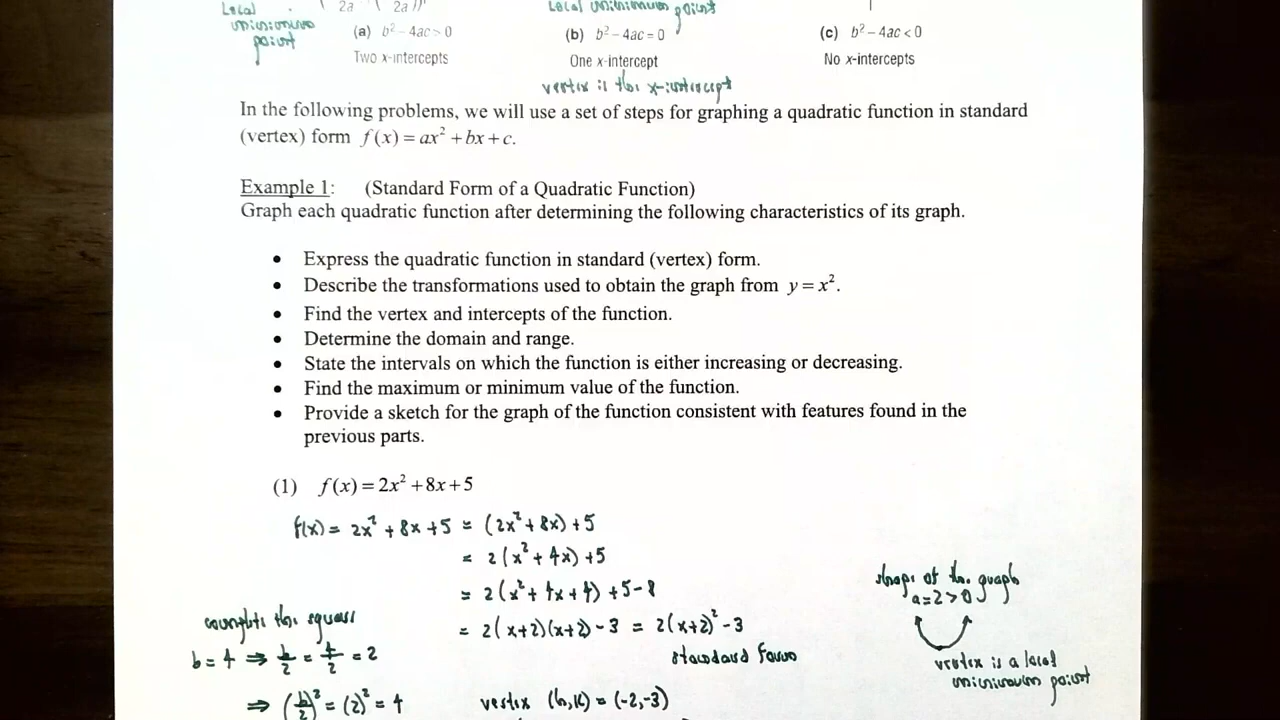 Local
minimum
point
2a 2a
(a) b² – 4ac > 0
Two x-intercepts
Local minimum point
(b) b² – 4ac = 0
One x-intercept
vertex is the x-intercept
(c) b² – 4ac < 0
No x-intercepts
In the following problems, we will use a set of steps for graphing a quadratic function in standard
(vertex) form f(x) = ax² + bx + c.
Example 1: (Standard Form of a Quadratic Function)
Graph each quadratic function after determining the following characteristics of its graph.
• Express the quadratic function in standard (vertex) form.
• Describe the transformations used to obtain the graph from y = x².
• Find the vertex and intercepts of the function.
• Determine the domain and range.
• State the intervals on which the function is either increasing or decreasing.
• Find the maximum or minimum value of the function.
• Provide a sketch for the graph of the function consistent with features found in the
previous parts.
(1) f(x) = 2x² + 8x + 5
f(x) = 2x² + 8x + 5 = (2x² + 8x) + 5
= 2(x² + 4x) + 5
= 2(x² + 4x + 4) + 5 - 8
= 2(x+2)(x+2) - 3 = 2(x+2)² - 3
standard form
complete the square
b = 4 ⇒ b/2 = 4/2 = 2
⇒ (b/2)² = (2)² = 4
vertex (h,k) = (-2,-3)
shape of the graph
a = 2 > 0
vertex is a local
minimum point